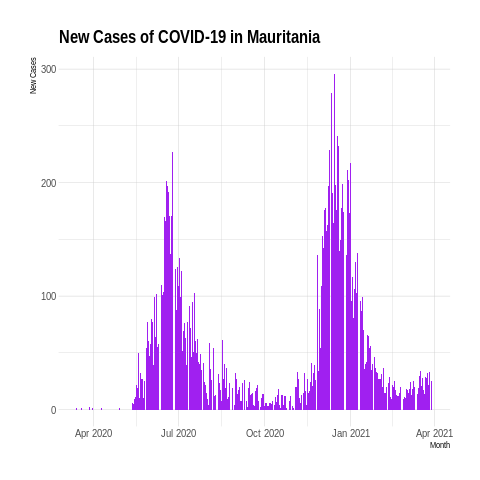 New Cases of COVID-19 in Mauritania
New Cases
300
200
100
0
Apr 2020 Jul 2020 Oct 2020 Jan 2021 Apr 2021
Month